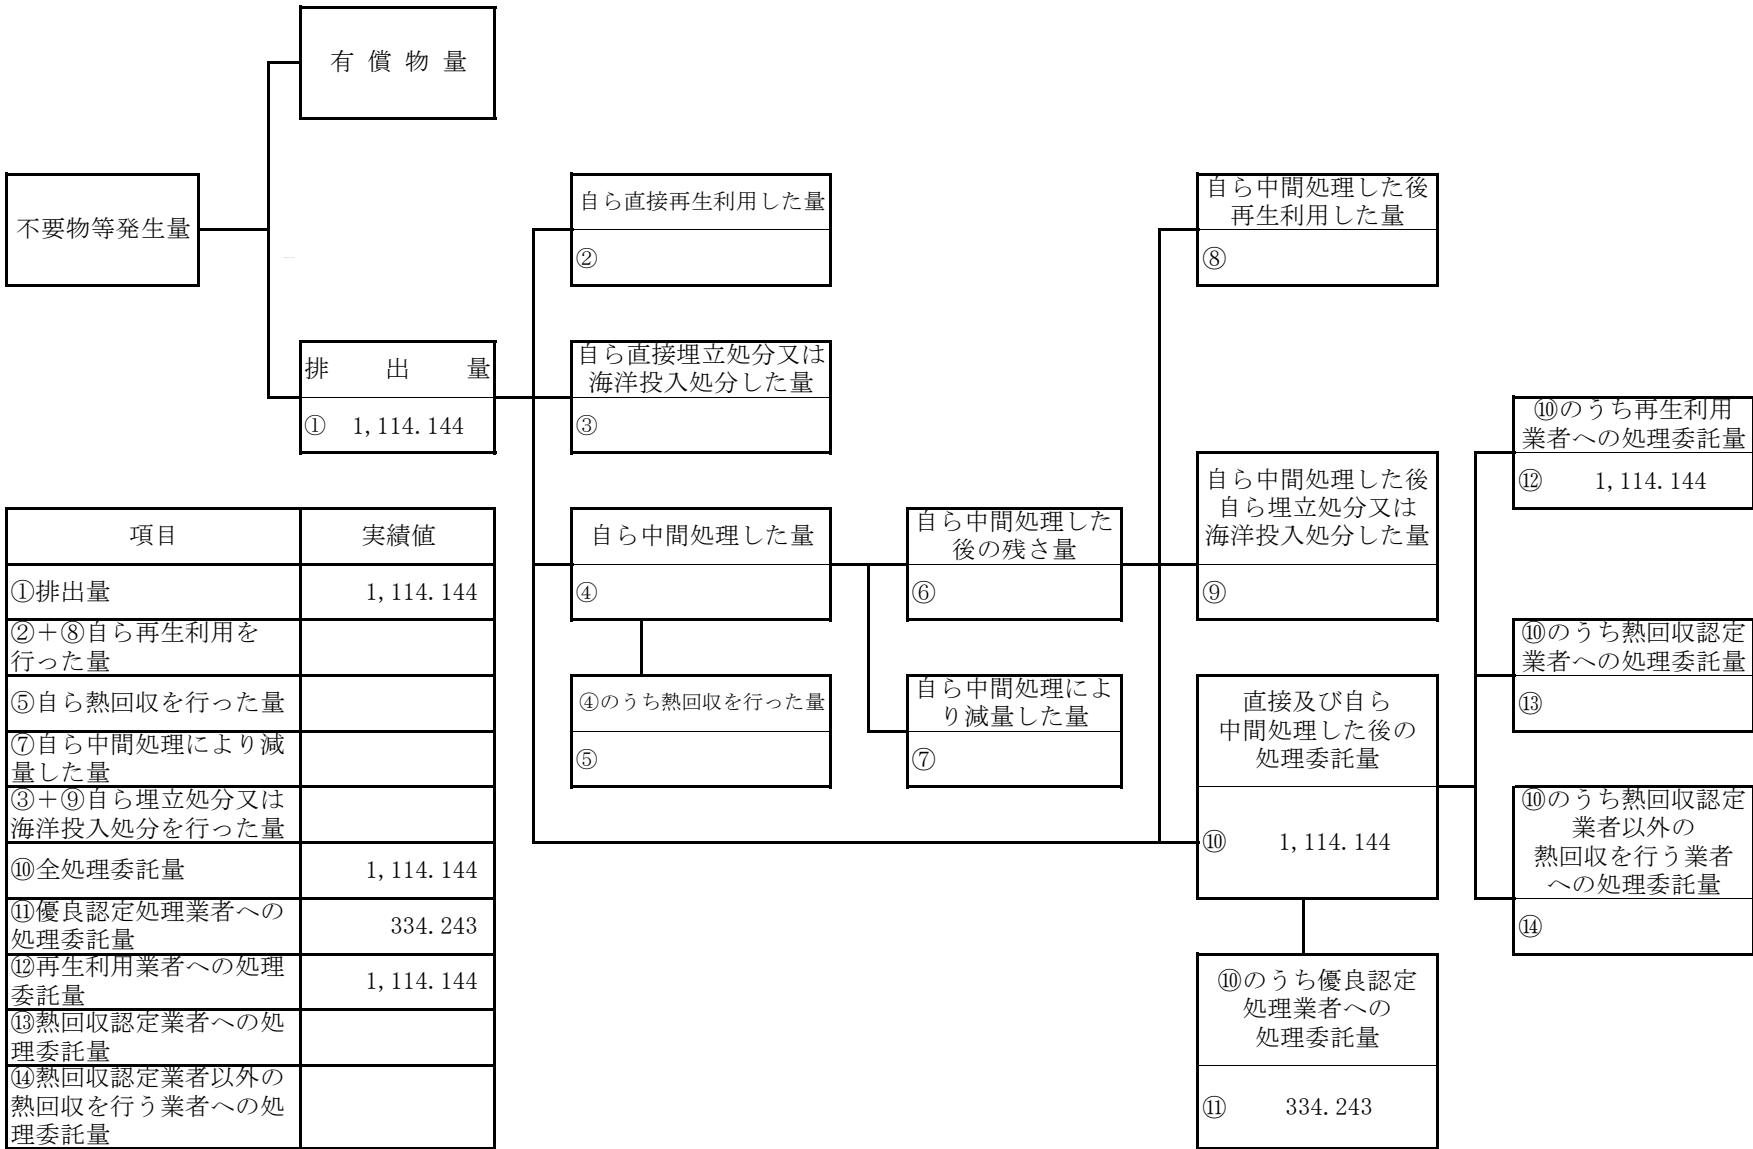 有償物量
不要物等発生量
自ら直接再生利用した量
②
自ら中間処理した後
再生利用した量
⑧
排出量
① 1,114.144
自ら直接埋立処分又は
海洋投入処分した量
③
⑩のうち再生利用
業者への処理委託量
⑫ 1,114.144
自ら中間処理した後
自ら埋立処分又は
海洋投入処分した量
⑨
自ら中間処理した量
④
自ら中間処理した
後の残さ量
⑥
⑩のうち熱回収認定
業者への処理委託量
⑬
④のうち熱回収を行った量
⑤
自ら中間処理によ
り減量した量
⑦
直接及び自ら
中間処理した後の
処理委託量
⑩ 1,114.144
⑩のうち熱回収認定
業者以外の
熱回収を行う業者
への処理委託量
⑭
⑩のうち優良認定
処理業者への
処理委託量
⑪ 334.243
項目 実績値
①排出量 1,114.144
②＋⑧自ら再生利用を
行った量
⑤自ら熱回収を行った量
⑦自ら中間処理により減
量した量
③＋⑨自ら埋立処分又は
海洋投入処分を行った量
⑩全処理委託量 1,114.144
⑪優良認定処理業者への
処理委託量 334.243
⑫再生利用業者への処理
委託量 1,114.144
⑬熱回収認定業者への処
理委託量
⑭熱回収認定業者以外の
熱回収を行う業者への処
理委託量